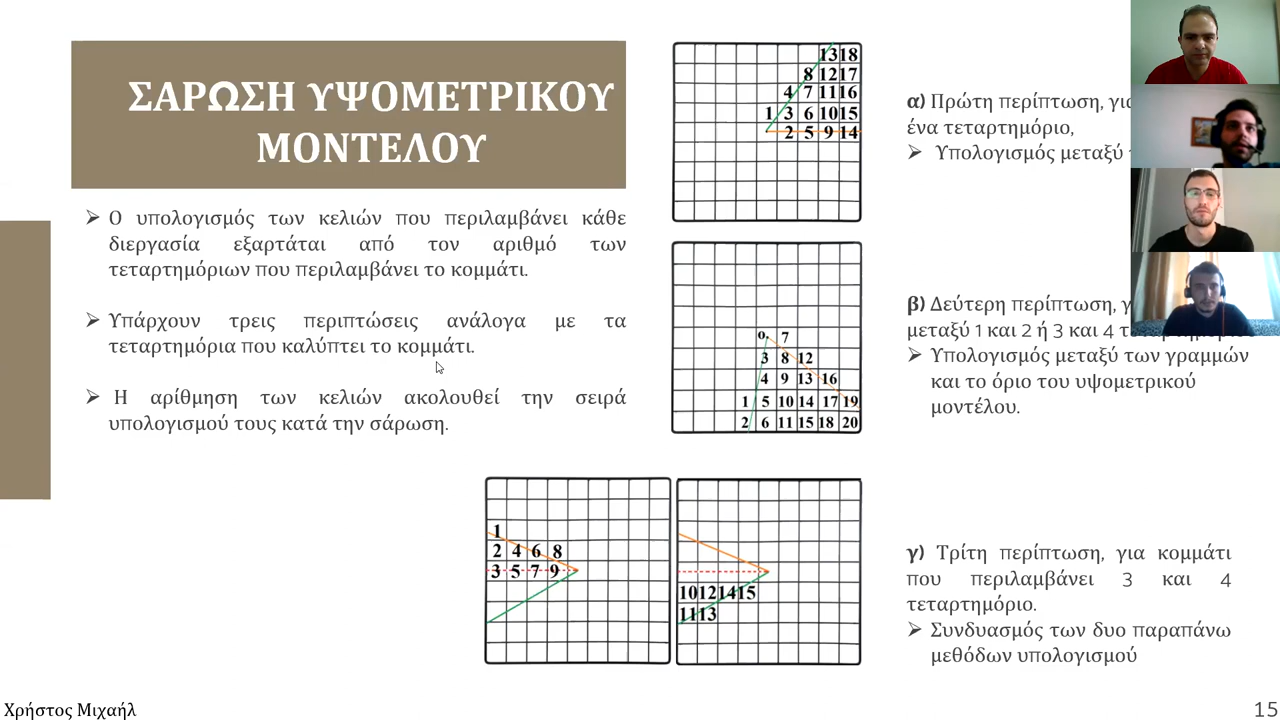 ΣΑΡΩΣΗ ΥΨΟΜΕΤΡΙΚΟΥ
ΜΟΝΤΕΛΟΥ
➢ Ο υπολογισμός των κελιών που περιλαμβάνει κάθε
διεργασία εξαρτάται από τον αριθμό των
τεταρτημόριων που περιλαμβάνει το κομμάτι.
➢ Υπάρχουν τρεις περιπτώσεις ανάλογα με τα
τεταρτημόρια που καλύπτει το κομμάτι.
➢ Η αρίθμηση των κελιών ακολουθεί την σειρά
υπολογισμού τους κατά την σάρωση.
13 18
8 12 17
4 7 11 16
1 3 6 10 15
2 5 9 14
α) Πρώτη περίπτωση,
ένα τεταρτημόριο,
➢ Υπολογισμός μεταξύ
0. 7
3 8 12
4 9 13 16
1 5 10 14 17 19
2 6 11 15 18 20
β) Δεύτερη περίπτωση,
μεταξύ 1 και 2 ή 3 και 4
➢ Υπολογισμός μεταξύ των γραμμών
και το όριο του υψομετρικού
μοντέλου.
1
2 4 6 8
3 5 7 9
10 12 14 15
11 13
γ) Τρίτη περίπτωση, για κομμάτι
που περιλαμβάνει 3 και 4
τεταρτημόριο.
➢ Συνδυασμός των δυο παραπάνω
μεθόδων υπολογισμού
Χρήστος Μιχαήλ
15